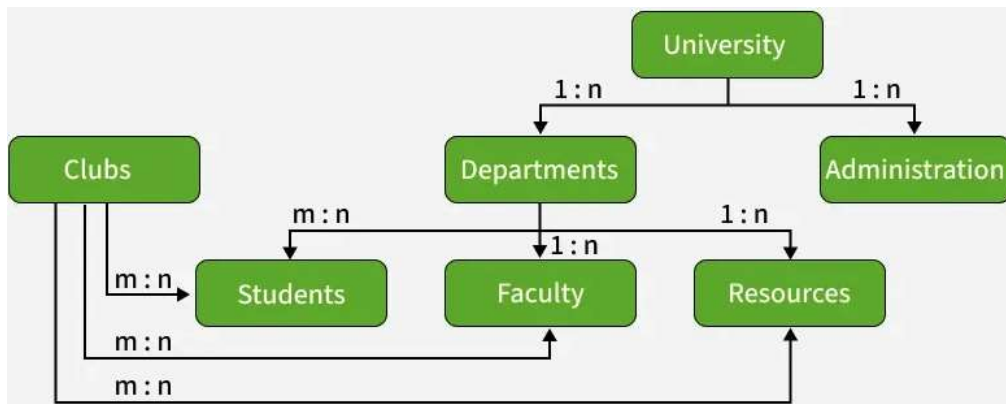 University
1 : n
1 : n
Clubs
Departments
Administration
m : n
1 : n
1 : n
m : n
Students
Faculty
Resources
m : n
m : n